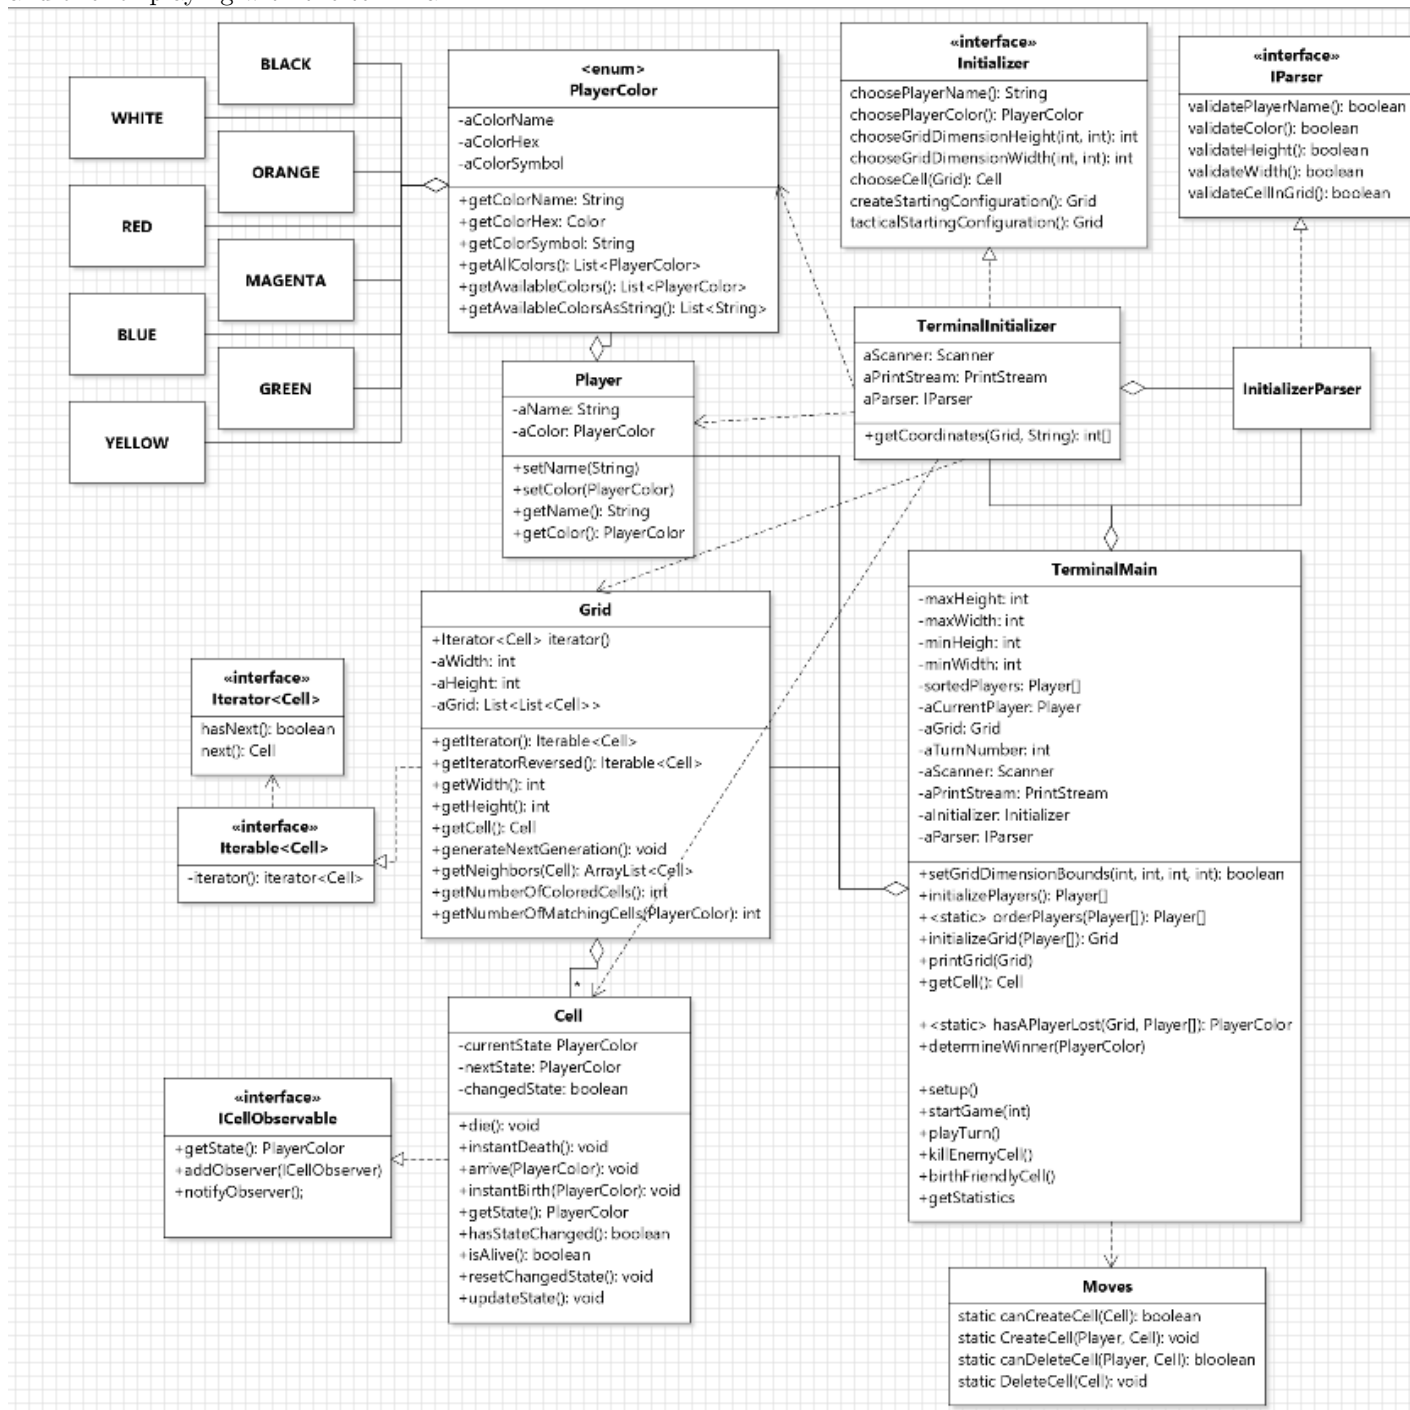 BLACK
WHITE
ORANGE
RED
MAGENTA
BLUE
GREEN
YELLOW
<enum>
PlayerColor
-aColorName
-aColorHex
-aColorSymbol
+getColorName: String
+getColorHex: Color
+getColorSymbol: String
+getAllColors(): List<PlayerColor>
+getAvailableColors(): List<PlayerColor>
+getAvailableColorsAsString(): List<String>
«interface»
Initializer
choosePlayerName(): String
choosePlayerColor(): PlayerColor
chooseGridDimensionHeight(int, int): int
chooseGridDimensionWidth(int, int): int
chooseCell(Grid): Cell
createStartingConfiguration(): Grid
tacticalStartingConfiguration(): Grid
«interface»
IParser
validatePlayerName(): boolean
validateColor(): boolean
validateHeight(): boolean
validateWidth(): boolean
validateCellInGrid(): boolean
Player
-aName: String
-aColor: PlayerColor
+setName(String)
+setColor(PlayerColor)
+getName(): String
+getColor(): PlayerColor
TerminalInitializer
aScanner: Scanner
aPrintStream: PrintStream
aParser: IParser
+getCoordinates(Grid, String): int[]
InitializerParser
Grid
+Iterator<Cell> iterator()
-aWidth: int
-aHeight: int
-aGrid: List<List<Cell>>
+getIterator(): Iterable<Cell>
+getIteratorReversed(): Iterable<Cell>
+getWidth(): int
+getHeight(): int
+getCell(): Cell
+generateNextGeneration(): void
+getNeighbors(Cell): ArrayList<Cell>
+getNumberOfColoredCells(): int
+getNumberOfMatchingCells(PlayerColor): int
«interface»
Iterator<Cell>
hasNext(): boolean
next(): Cell
«interface»
Iterable<Cell>
-iterator(): iterator<Cell>
TerminalMain
-maxHeight: int
-maxWidth: int
-minHeigh: int
-minWidth: int
-sortedPlayers: Player[]
-aCurrentPlayer: Player
-aGrid: Grid
-aTurnNumber: int
-aScanner: Scanner
-aPrintStream: PrintStream
-aInitializer: Initializer
-aParser: IParser
+setGridDimensionBounds(int, int, int, int): boolean
+initializePlayers(): Player[]
+<static> orderPlayers(Player[]): Player[]
+initializeGrid(Player[]): Grid
+printGrid(Grid)
+getCell(): Cell
+<static> hasAPlayerLost(Grid, Player[]): PlayerColor
+determineWinner(PlayerColor)
+setup()
+startGame(int)
+playTurn()
+killEnemyCell()
+birthFriendlyCell()
+getStatistics
*
Cell
-currentState PlayerColor
-nextState: PlayerColor
-changedState: boolean
+die(): void
+instantDeath(): void
+arrive(PlayerColor): void
+instantBirth(PlayerColor): void
+getState(): PlayerColor
+hasStateChanged(): boolean
+isAlive(): boolean
+resetChangedState(): void
+updateState(): void
«interface»
ICellObservable
+getState(): PlayerColor
+addObserver(ICellObserver)
+notifyObserver();
Moves
static canCreateCell(Cell): boolean
static CreateCell(Player, Cell): void
static canDeleteCell(Player, Cell): bloolean
static DeleteCell(Cell): void